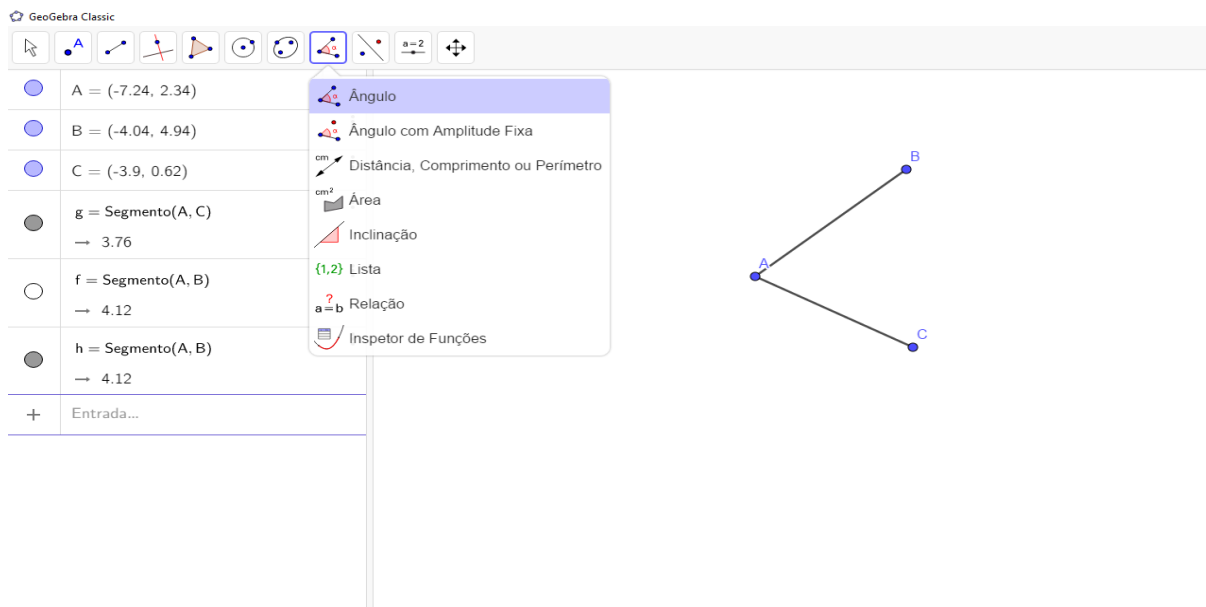 GeoGebra Classic
A
a=2
A = (-7.24, 2.34)
B = (-4.04, 4.94)
C = (-3.9, 0.62)
g = Segmento(A, C)
→ 3.76
f = Segmento(A, B)
→ 4.12
h = Segmento(A, B)
→ 4.12
+ Entrada...
Ângulo
Ângulo com Amplitude Fixa
cm Distância, Comprimento ou Perímetro
cm² Área
Inclinação
{1,2} Lista
? a=b Relação
Inspetor de Funções
B
A
C